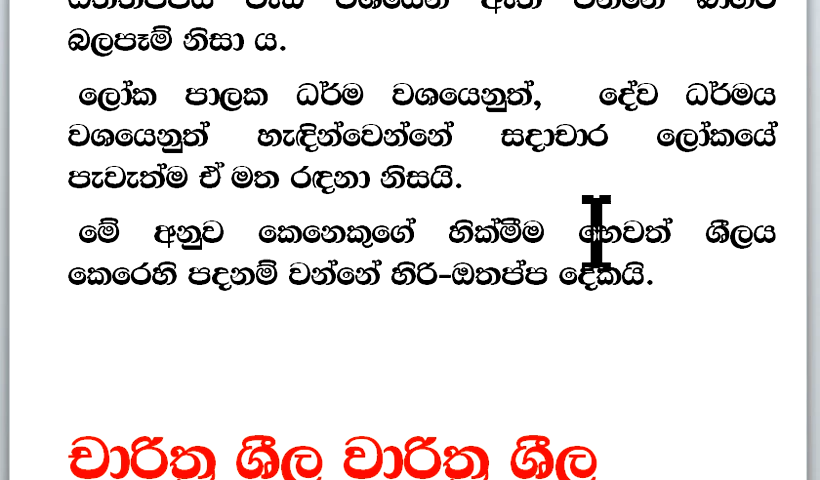 බලපෑම් නිසා ය.
ලෝක පාලක ධර්ම වශයෙනුත්, දේව ධර්මය
වශයෙනුත් හැඳින්වෙන්නේ සදාචාර ලෝකයේ
පැවැත්ම ඒ මත රඳනා නිසයි.
මේ අනුව කෙනෙකුගේ හික්මීම හෙවත් ශීලය
කෙරෙහි පදනම් වන්නේ හිරි-ඔතප්ප දෙකයි.
චාරිත්‍ර ශීල වාරිත්‍ර ශීල